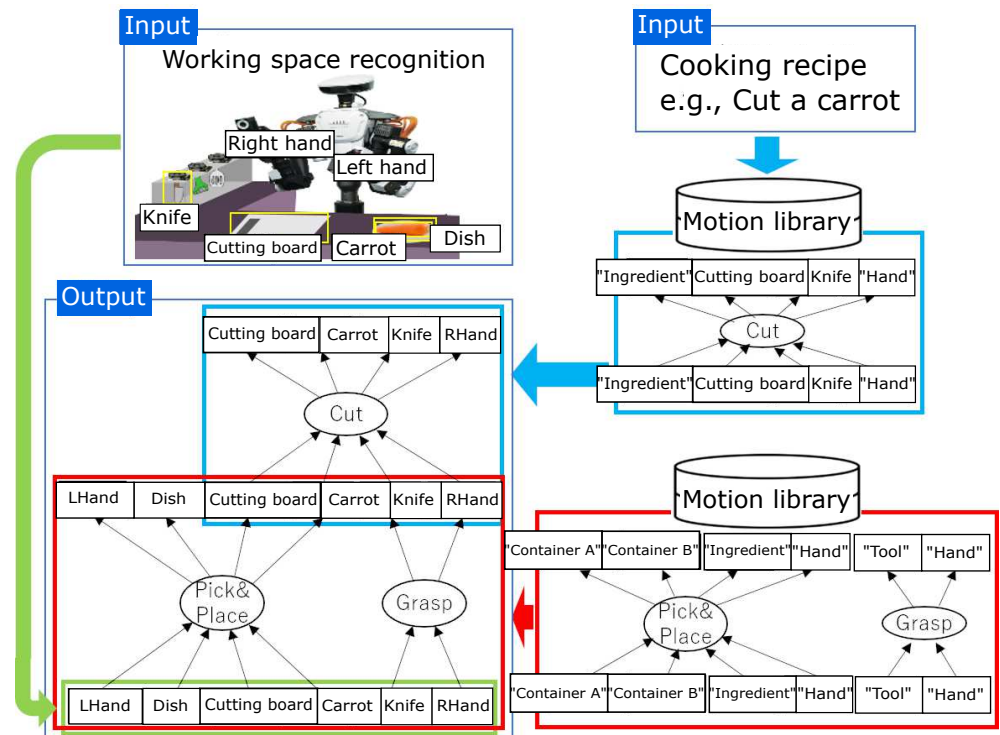 Input
Working space recognition
Right hand
Left hand
Knife
Cutting board
Carrot
Dish
Input
Cooking recipe
e.g., Cut a carrot
Motion library
"Ingredient" Cutting board Knife "Hand"
Cut
"Ingredient" Cutting board Knife "Hand"
Output
Cutting board Carrot Knife RHand
Cut
LHand Dish Cutting board Carrot Knife RHand
Pick&
Place
Grasp
LHand Dish Cutting board Carrot Knife RHand
Motion library
"Container A" "Container B" "Ingredient" "Hand" "Tool" "Hand"
Pick&
Place
Grasp
"Container A" "Container B" "Ingredient" "Hand" "Tool" "Hand"